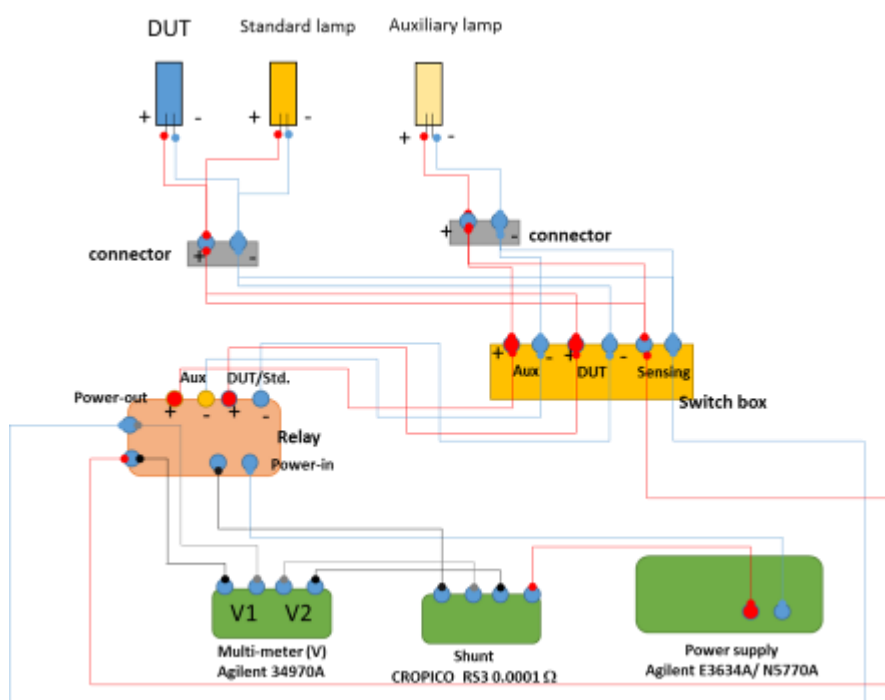 DUT
Standard lamp
Auxiliary lamp
+ - + -
+ -
connector
+ -
+ - connector
+ - + -
Aux DUT Sensing
Switch box
Aux DUT/Std.
Power-out
+ - + -
Relay
Power-in
V1 V2
Multi-meter (V)
Agilent 34970A
Shunt
CROPICO RS3 0.0001 Ω
Power supply
Agilent E3634A/ N5770A